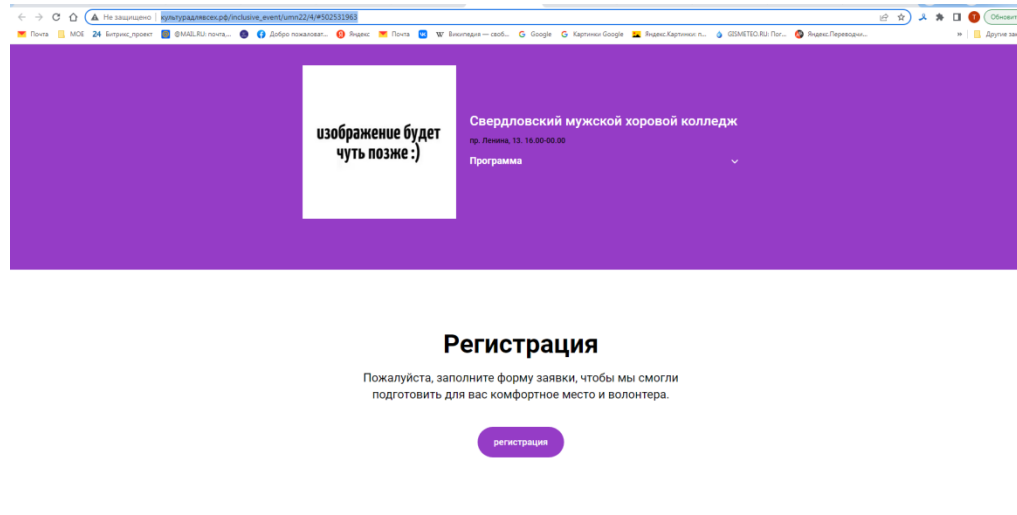 Не защищено | культурадлявсех.рф/inclusive_event/umn22/4/#502531963
Обновить
Почта МОЕ 24 Битрикс_проект @MAIL.RU: почта,... Добро пожаловат... Яндекс Почта Википедия — своб... Google Картинки Google Яндекс.Картинки: п... GISMETEO.RU: Пог... Яндекс.Переводчи... » Другие зак
изображение будет
чуть позже :)
Свердловский мужской хоровой колледж
пр. Ленина, 13. 16.00-00.00
Программа
Регистрация
Пожалуйста, заполните форму заявки, чтобы мы смогли
подготовить для вас комфортное место и волонтера.
регистрация